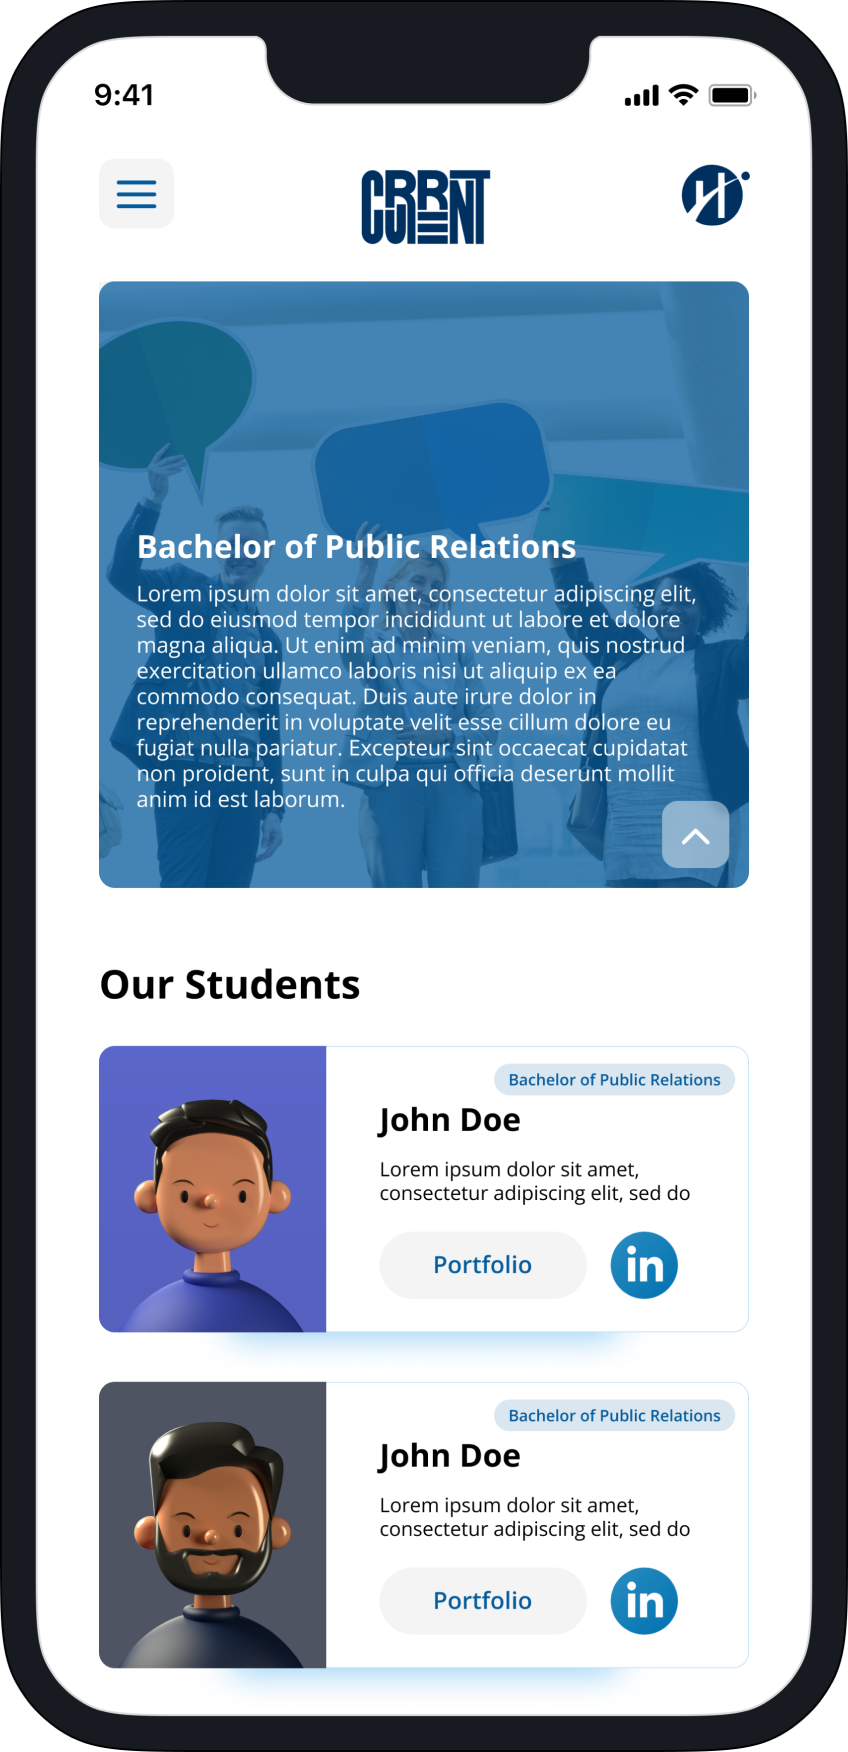 9:41
CURRENT
H
Bachelor of Public Relations
Lorem ipsum dolor sit amet, consectetur adipiscing elit,
sed do eiusmod tempor incididunt ut labore et dolore
magna aliqua. Ut enim ad minim veniam, quis nostrud
exercitation ullamco laboris nisi ut aliquip ex ea
commodo consequat. Duis aute irure dolor in
reprehenderit in voluptate velit esse cillum dolore eu
fugiat nulla pariatur. Excepteur sint occaecat cupidatat
non proident, sunt in culpa qui officia deserunt mollit
anim id est laborum.
Our Students
Bachelor of Public Relations
John Doe
Lorem ipsum dolor sit amet,
consectetur adipiscing elit, sed do
Portfolio
in
Bachelor of Public Relations
John Doe
Lorem ipsum dolor sit amet,
consectetur adipiscing elit, sed do
Portfolio
in